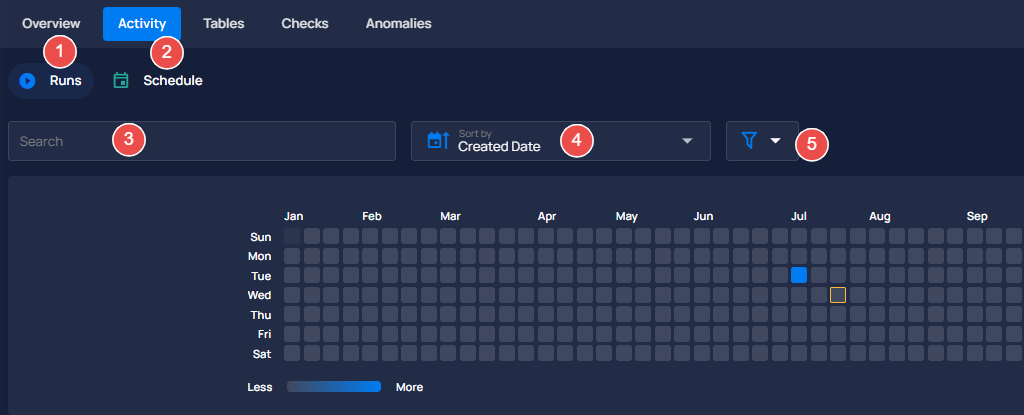 Overview Activity Tables Checks Anomalies
1 2
Runs Schedule
Search 3 Sort by Created Date 4 5
Jan Feb Mar Apr May Jun Jul Aug Sep
Sun
Mon
Tue
Wed
Thu
Fri
Sat
Less More